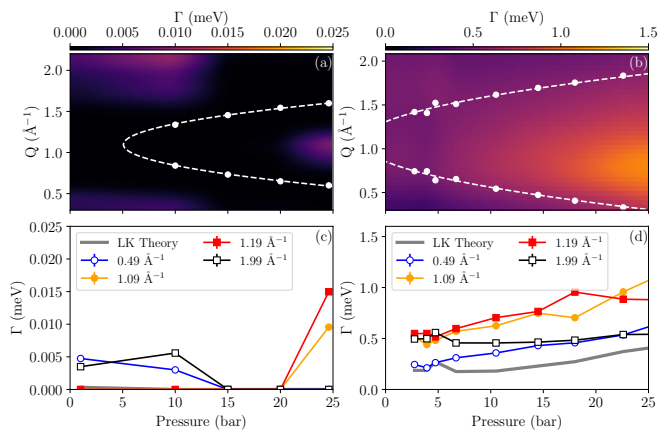 Γ (meV)
0.000 0.005 0.010 0.015 0.020 0.025
Γ (meV)
0.0 0.5 1.0 1.5
(a)
(b)
2.0
1.5
1.0
0.5
Q (Å⁻¹)
2.0
1.5
1.0
0.5
Q (Å⁻¹)
(c)
LK Theory
0.49 Å⁻¹
1.09 Å⁻¹
1.19 Å⁻¹
1.99 Å⁻¹
0.025
0.020
0.015
0.010
0.005
0.000
Γ (meV)
0 5 10 15 20 25
Pressure (bar)
(d)
LK Theory
0.49 Å⁻¹
1.09 Å⁻¹
1.19 Å⁻¹
1.99 Å⁻¹
1.5
1.0
0.5
0.0
Γ (meV)
0 5 10 15 20 25
Pressure (bar)